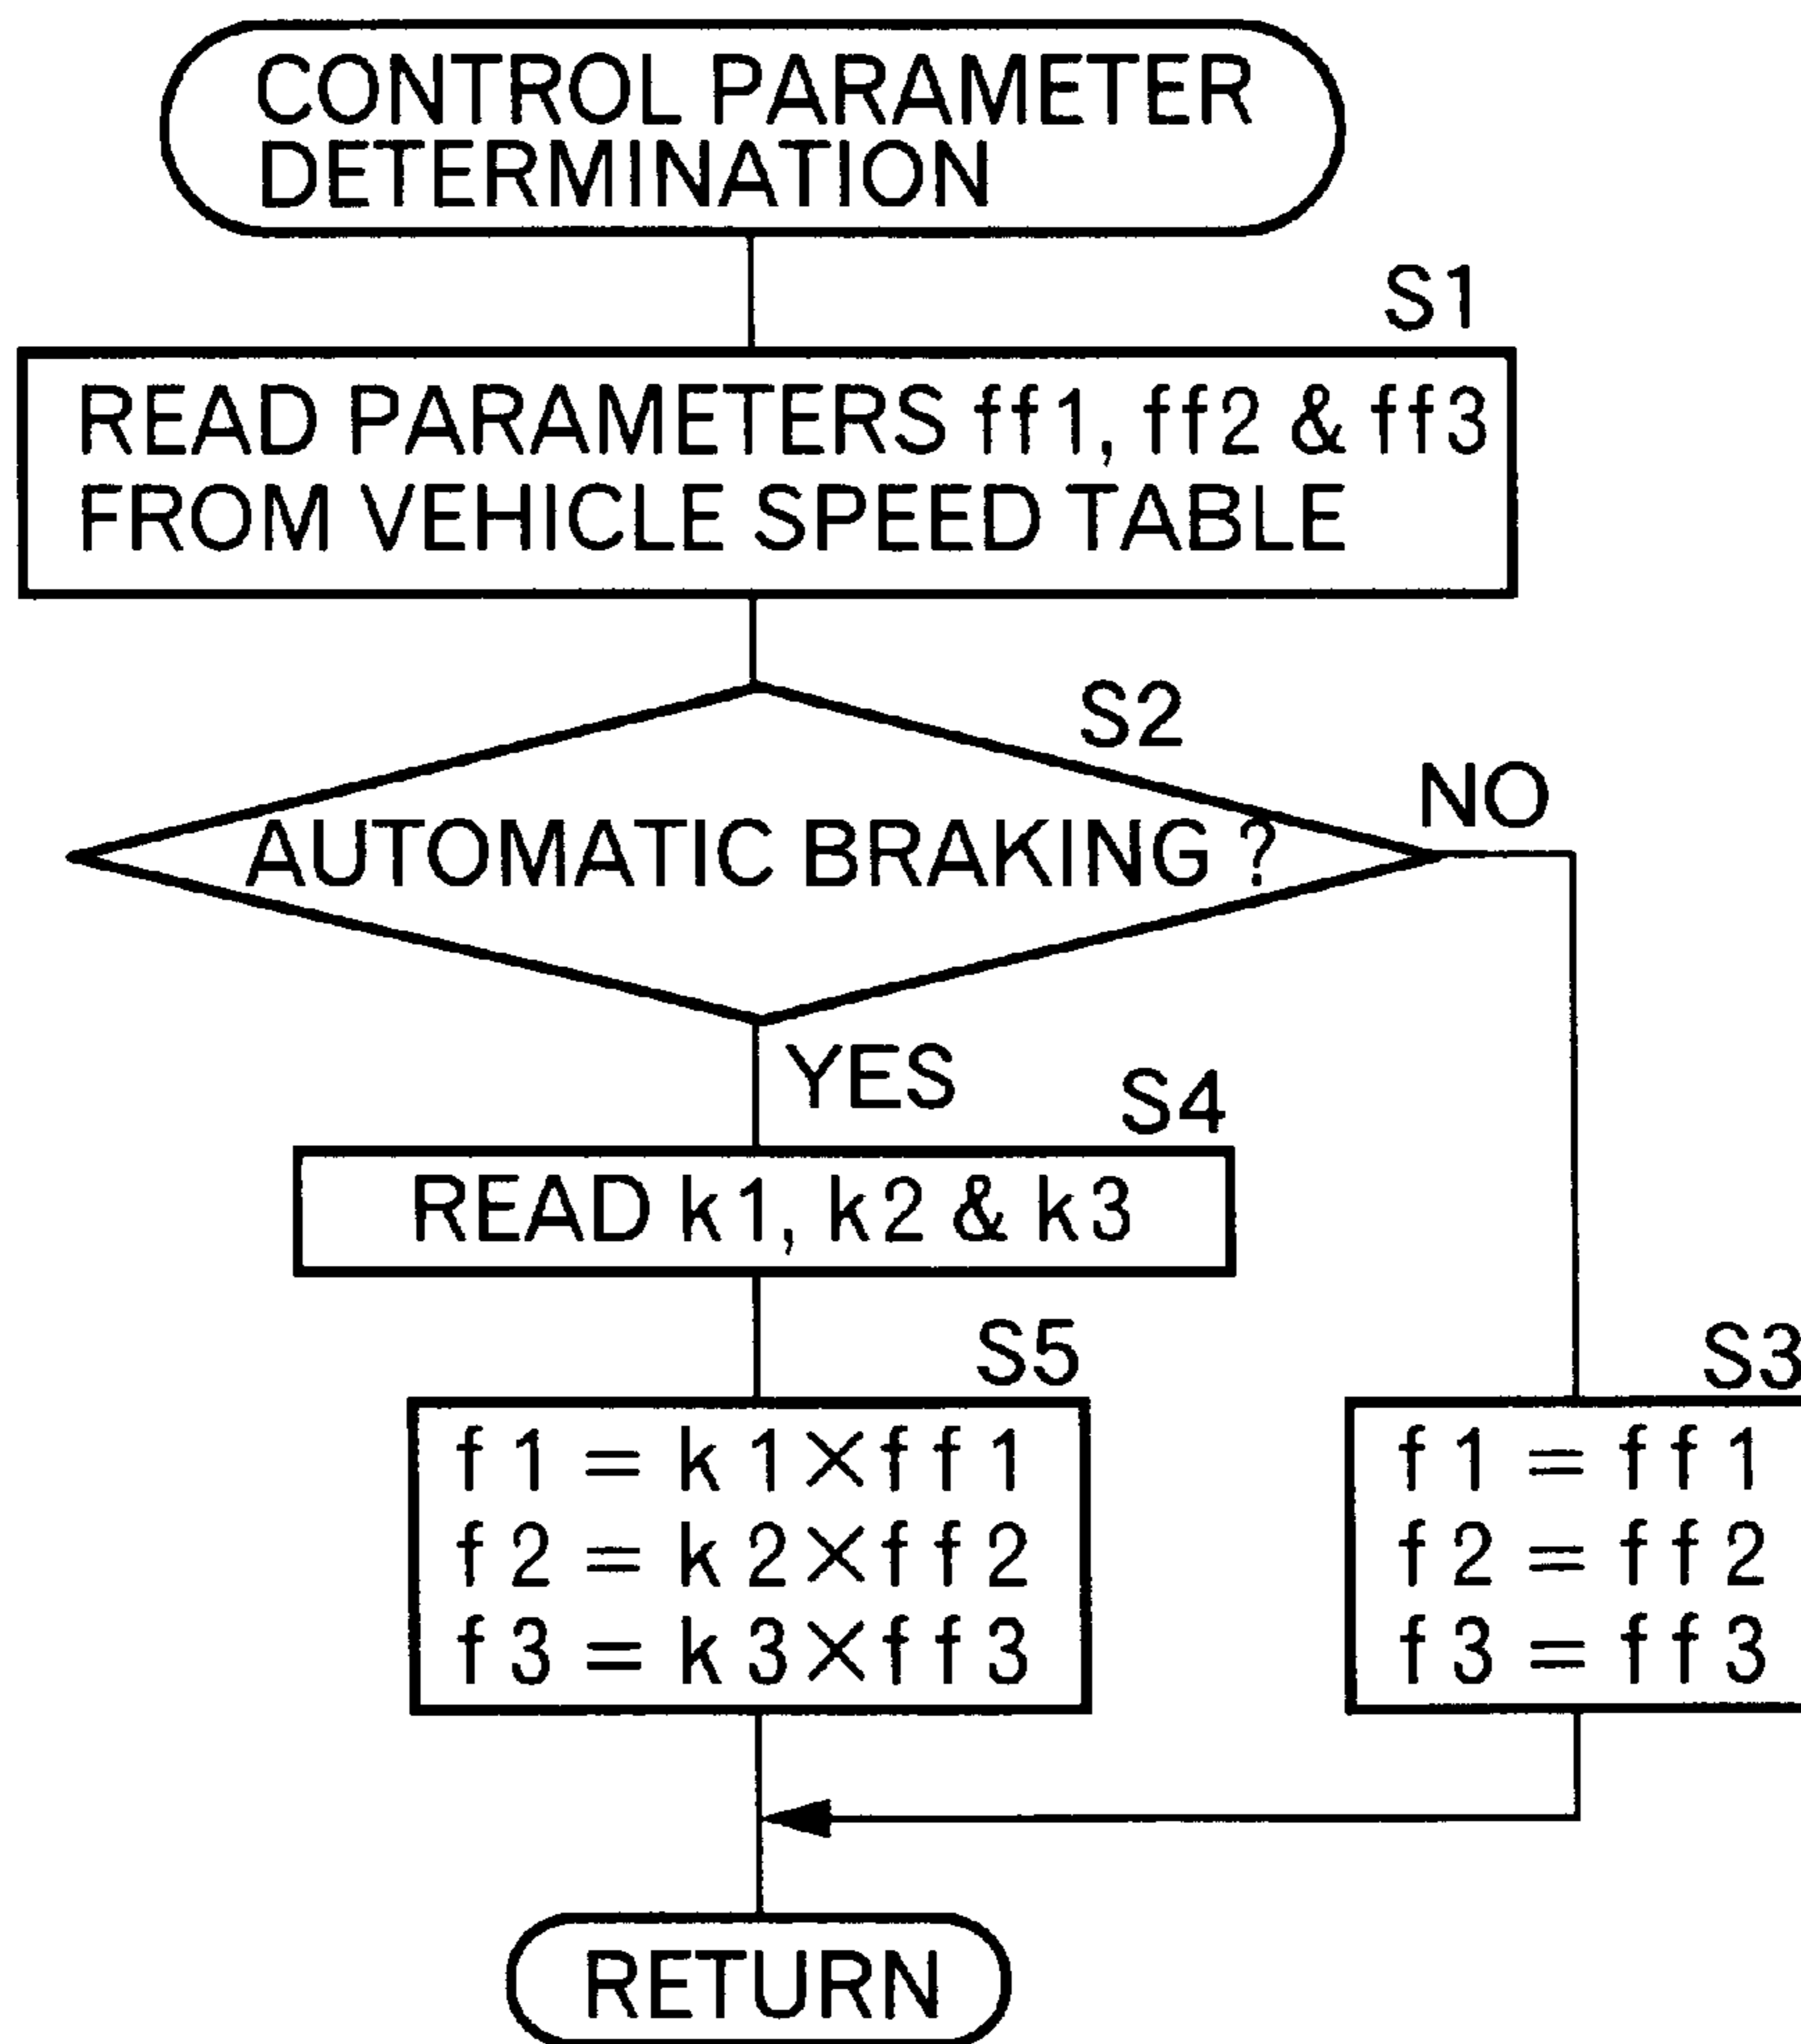 CONTROL PARAMETER
DETERMINATION
S1
READ PARAMETERS ff1, ff2 & ff3
FROM VEHICLE SPEED TABLE
S2
AUTOMATIC BRAKING ?
NO
YES
S4
READ k1, k2 & k3
S5
f1 = k1×ff1
f2 = k2×ff2
f3 = k3×ff3
S3
f1 = ff1
f2 = ff2
f3 = ff3
RETURN